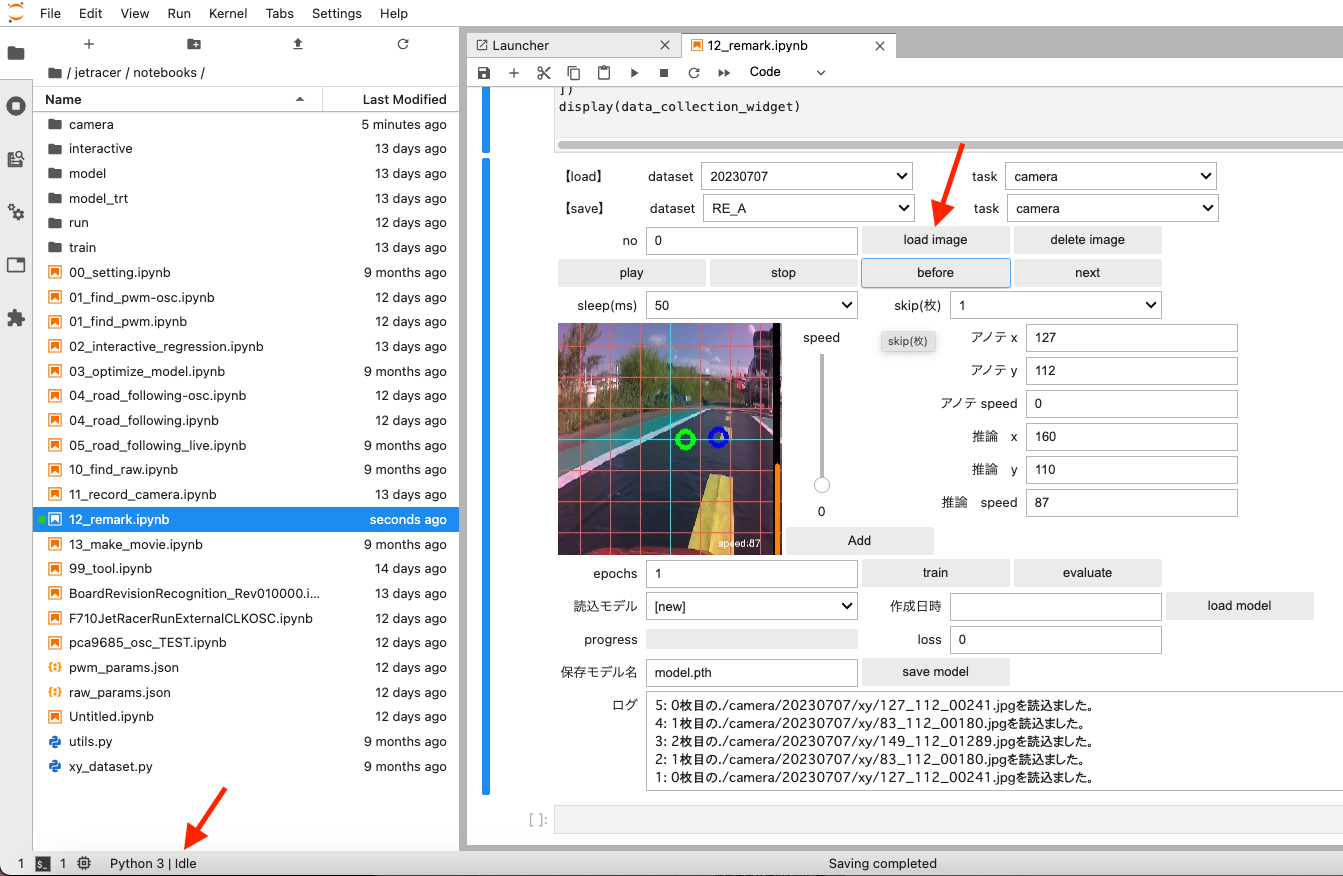 File Edit View Run Kernel Tabs Settings Help
/ jetracer / notebooks /
Name Last Modified
camera 5 minutes ago
interactive 13 days ago
model 13 days ago
model_trt 13 days ago
run 12 days ago
train 13 days ago
00_setting.ipynb 9 months ago
01_find_pwm-osc.ipynb 12 days ago
01_find_pwm.ipynb 12 days ago
02_interactive_regression.ipynb 13 days ago
03_optimize_model.ipynb 9 months ago
04_road_following-osc.ipynb 12 days ago
04_road_following.ipynb 12 days ago
05_road_following_live.ipynb 9 months ago
10_find_raw.ipynb 9 months ago
11_record_camera.ipynb 12 days ago
12_remark.ipynb seconds ago
13_make_movie.ipynb 9 months ago
99_tool.ipynb 14 days ago
BoardRevisionRecognition_Rev010000.i... 13 days ago
F710JetRacerRunExternalCLKOSC.ipynb 12 days ago
pca9685_osc_TEST.ipynb 12 days ago
pwm_params.json 12 days ago
raw_params.json 12 days ago
Untitled.ipynb 12 days ago
utils.py 9 months ago
xy_dataset.py 9 months ago
Launcher 12_remark.ipynb
Code
])
display(data_collection_widget)
【load】 dataset 20230707 task camera
【save】 dataset RE_A task camera
no 0 load image delete image
play stop before next
sleep(ms) 50 skip(枚) 1
speed skip(枚) アノテ x 127
アノテ y 112
アノテ speed 0
推論 x 160
推論 y 110
推論 speed 87
0
speed:87
Add
epochs 1 train evaluate
読込モデル [new] 作成日時 load model
progress loss 0
保存モデル名 model.pth save model
ログ 5: 0枚目の./camera/20230707/xy/127_112_00241.jpgを読込ました。
4: 1枚目の./camera/20230707/xy/83_112_00180.jpgを読込ました。
3: 2枚目の./camera/20230707/xy/149_112_01289.jpgを読込ました。
2: 1枚目の./camera/20230707/xy/83_112_00180.jpgを読込ました。
1: 0枚目の./camera/20230707/xy/127_112_00241.jpgを読込ました。
[ ]:
1 $_ 1 Python 3 | Idle Saving completed